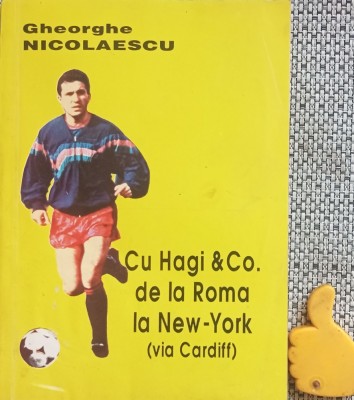 Gheorghe
NICOLAESCU
Cu Hagi &Co.
de la Roma
la New-York
(via Cardiff)